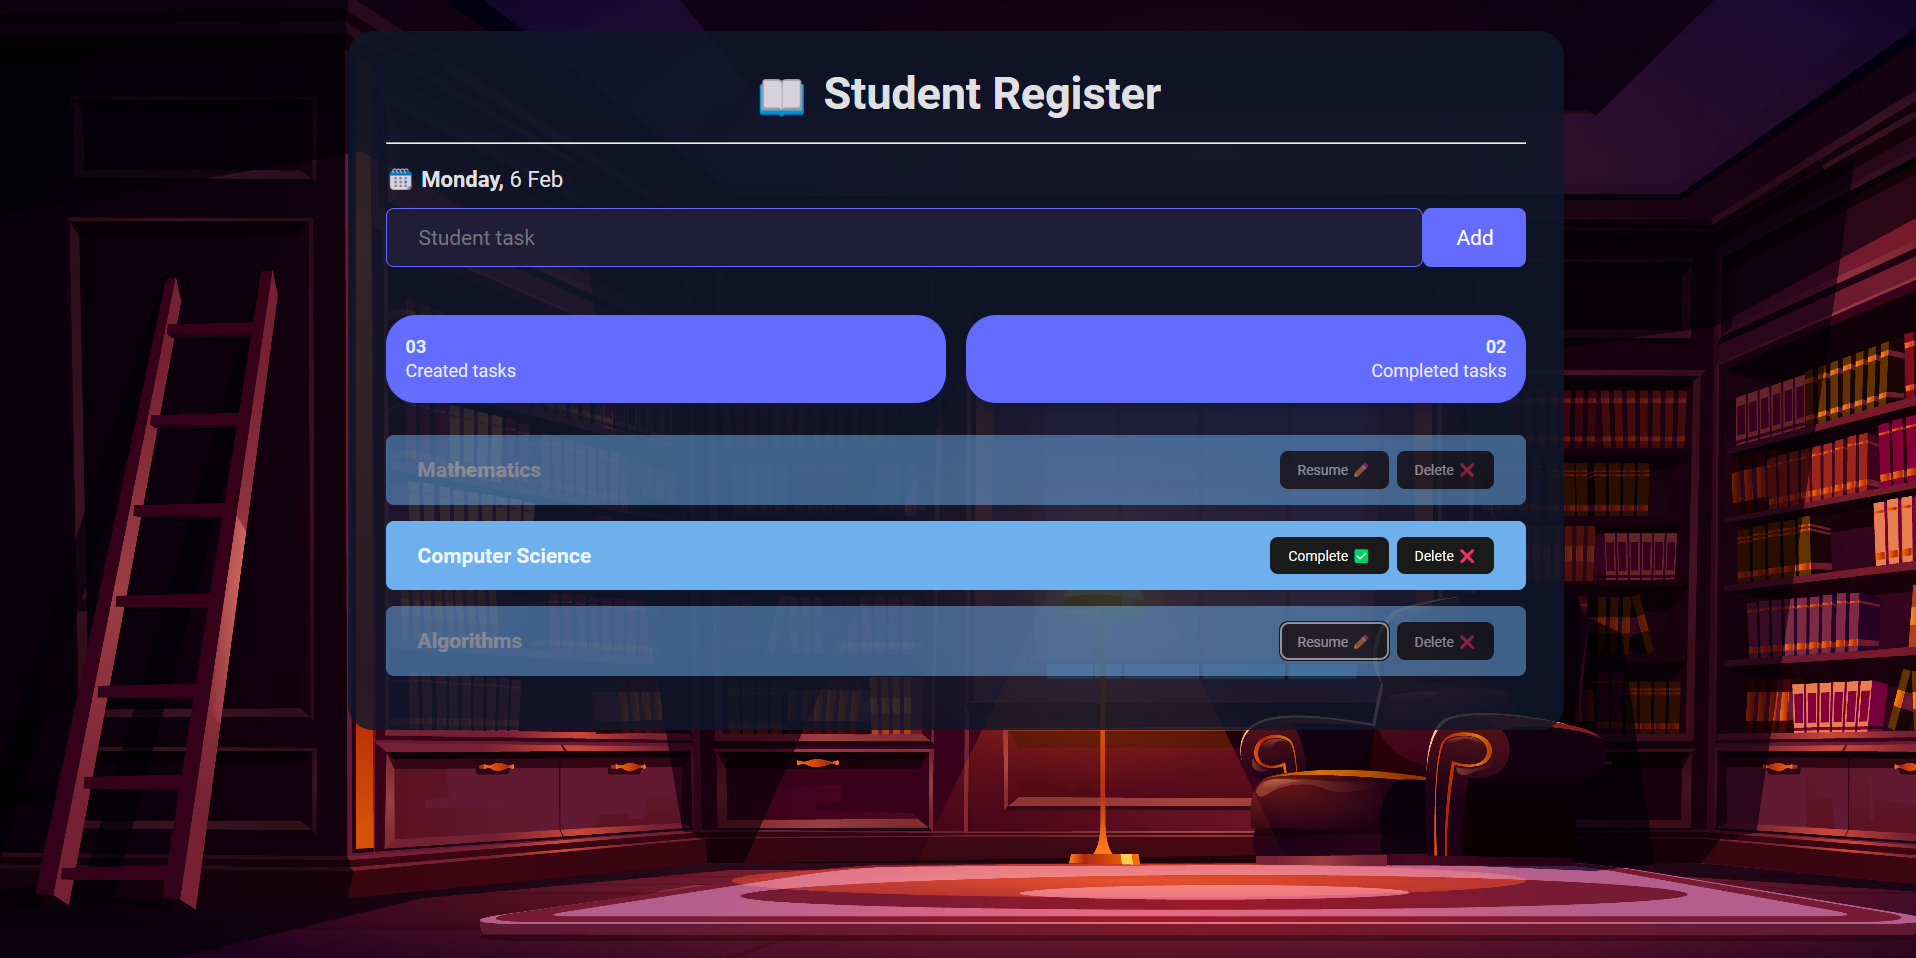 Student Register
Monday, 6 Feb
Student task
Add
03
Created tasks
02
Completed tasks
Mathematics
Resume
Delete
Computer Science
Complete
Delete
Algorithms
Resume
Delete